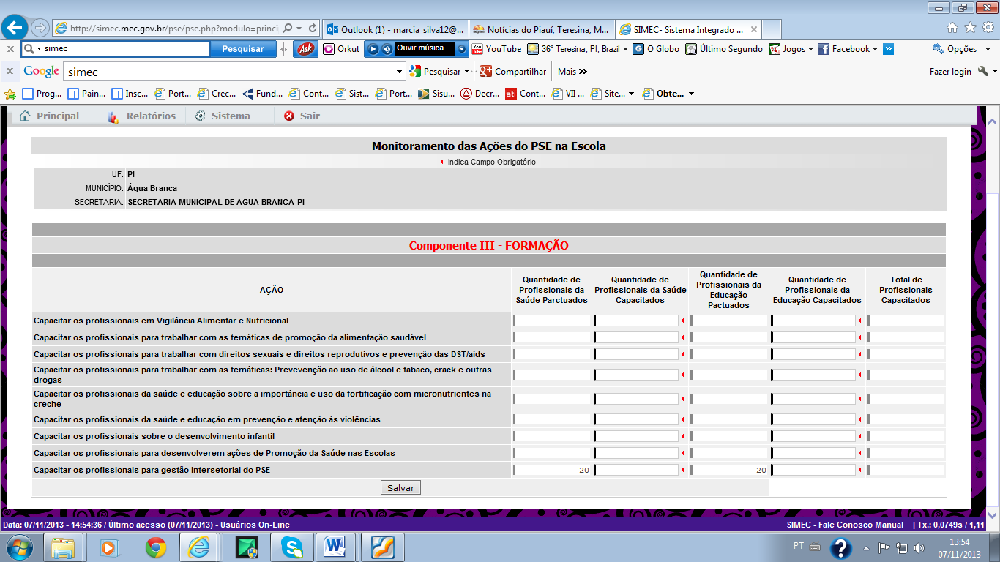 http://simec.mec.gov.br/pse/pse.php?modulo=princi
Outlook (1) - marcia_silva12@...
Notícias do Piauí, Teresina, M...
SIMEC- Sistema Integrado ...
x simec Pesquisar Ask Orkut Ouvir música YouTube 36° Teresina, PI, Brazil O Globo Último Segundo Jogos Facebook » Opções
x Google simec Pesquisar Compartilhar Mais » Fazer login
Prog... Pain... Insc... Port... Crec... Fund... Cont... Sist... Port... Sisu... Decr... ati Cont... VII ... Site... Obte...
Principal Relatórios Sistema Sair
Monitoramento das Ações do PSE na Escola
Indica Campo Obrigatório.
UF: PI
MUNICÍPIO: Água Branca
SECRETARIA: SECRETARIA MUNICIPAL DE AGUA BRANCA-PI
Componente III - FORMAÇÃO
AÇÃO
Quantidade de
Profissionais da
Saúde Parctuados
Quantidade de
Profissionais da Saúde
Capacitados
Quantidade de
Profissionais da
Educação
Pactuados
Quantidade de
Profissionais da
Educação Capacitados
Total de
Profissionais
Capacitados
Capacitar os profissionais em Vigilância Alimentar e Nutricional
Capacitar os profissionais para trabalhar com as temáticas de promoção da alimentação saudável
Capacitar os profissionais para trabalhar com direitos sexuais e direitos reprodutivos e prevenção das DST/aids
Capacitar os profissionais para trabalhar com as temáticas: Prevevenção ao uso de álcool e tabaco, crack e outras
drogas
Capacitar os profissionais da saúde e educação sobre a importância e uso da fortificação com micronutrientes na
creche
Capacitar os profissionais da saúde e educação em prevenção e atenção às violências
Capacitar os profissionais sobre o desenvolvimento infantil
Capacitar os profissionais para desenvolverem ações de Promoção da Saúde nas Escolas
Capacitar os profissionais para gestão intersetorial do PSE 20 20
Salvar
Data: 07/11/2013 - 14:54:36 / Último acesso (07/11/2013) - Usuários On-Line SIMEC - Fale Conosco Manual | Tx.: 0,0749s / 1,11
PT 13:54
07/11/2013